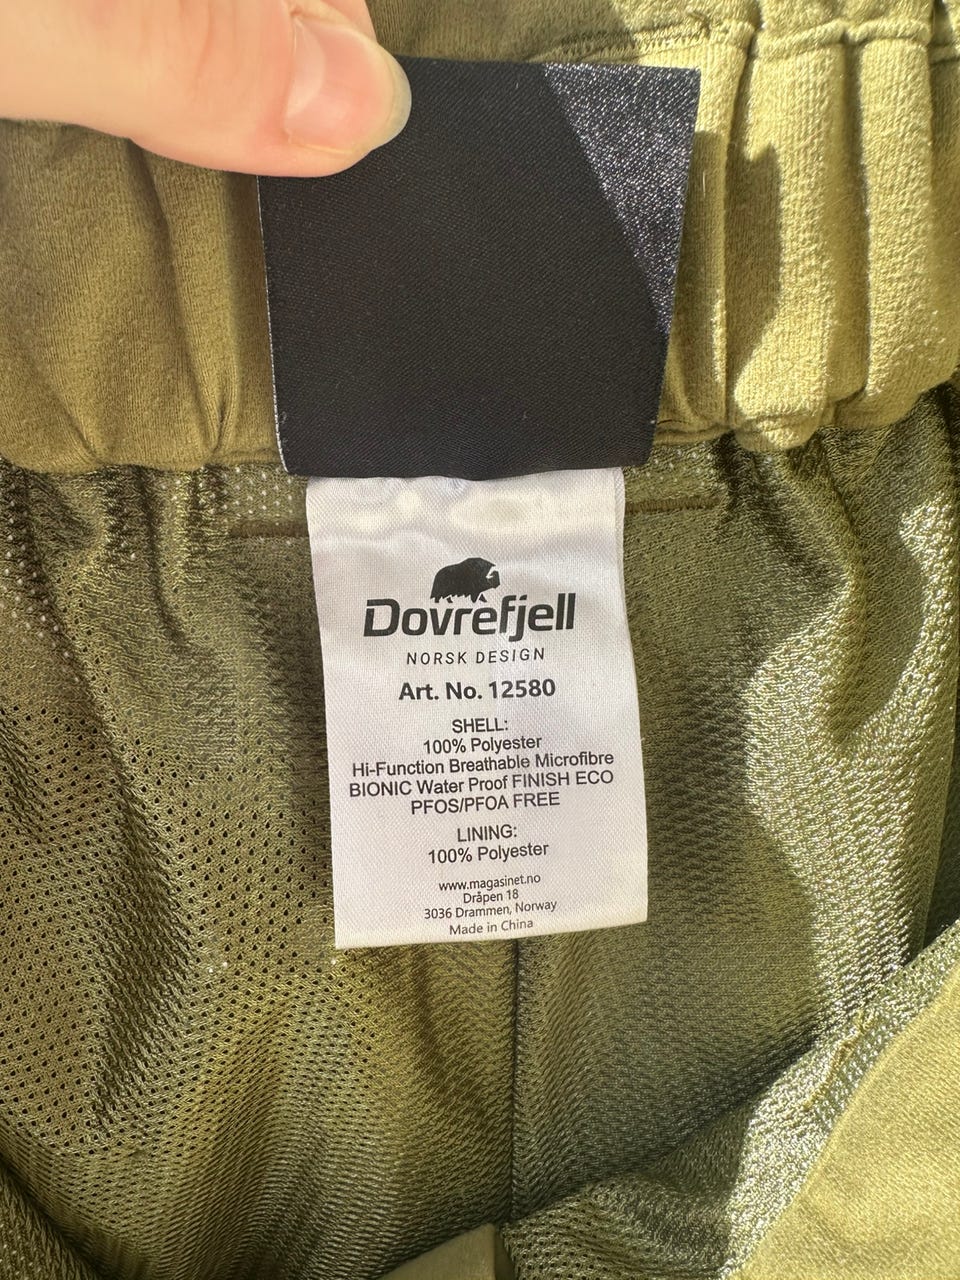 Dovrefjell
NORSK DESIGN
Art. No. 12580
SHELL:
100% Polyester
Hi-Function Breathable Microfibre
BIONIC Water Proof FINISH ECO
PFOS/PFOA FREE
LINING:
100% Polyester
www.magasinet.no
Dråpen 18
3036 Drammen, Norway
Made in China